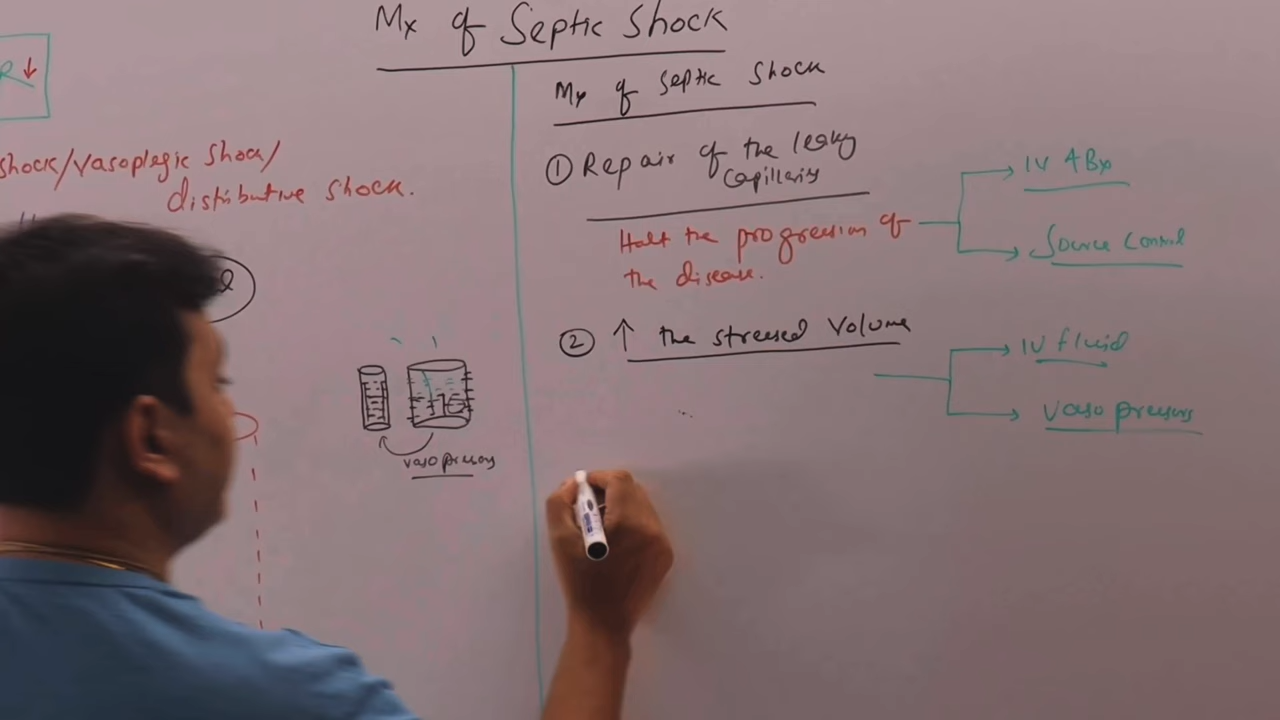 Mx of Septic Shock
R↓
shock/Vasoplegic Shock/
distributive shock.
vasopressors
Mx of Septic Shock
① Repair of the leaky
Capillaries
Halt the progression of
the disease.
IV ABx
Source Control
② ↑ the stressed Volume
IV fluid
Vasopressors